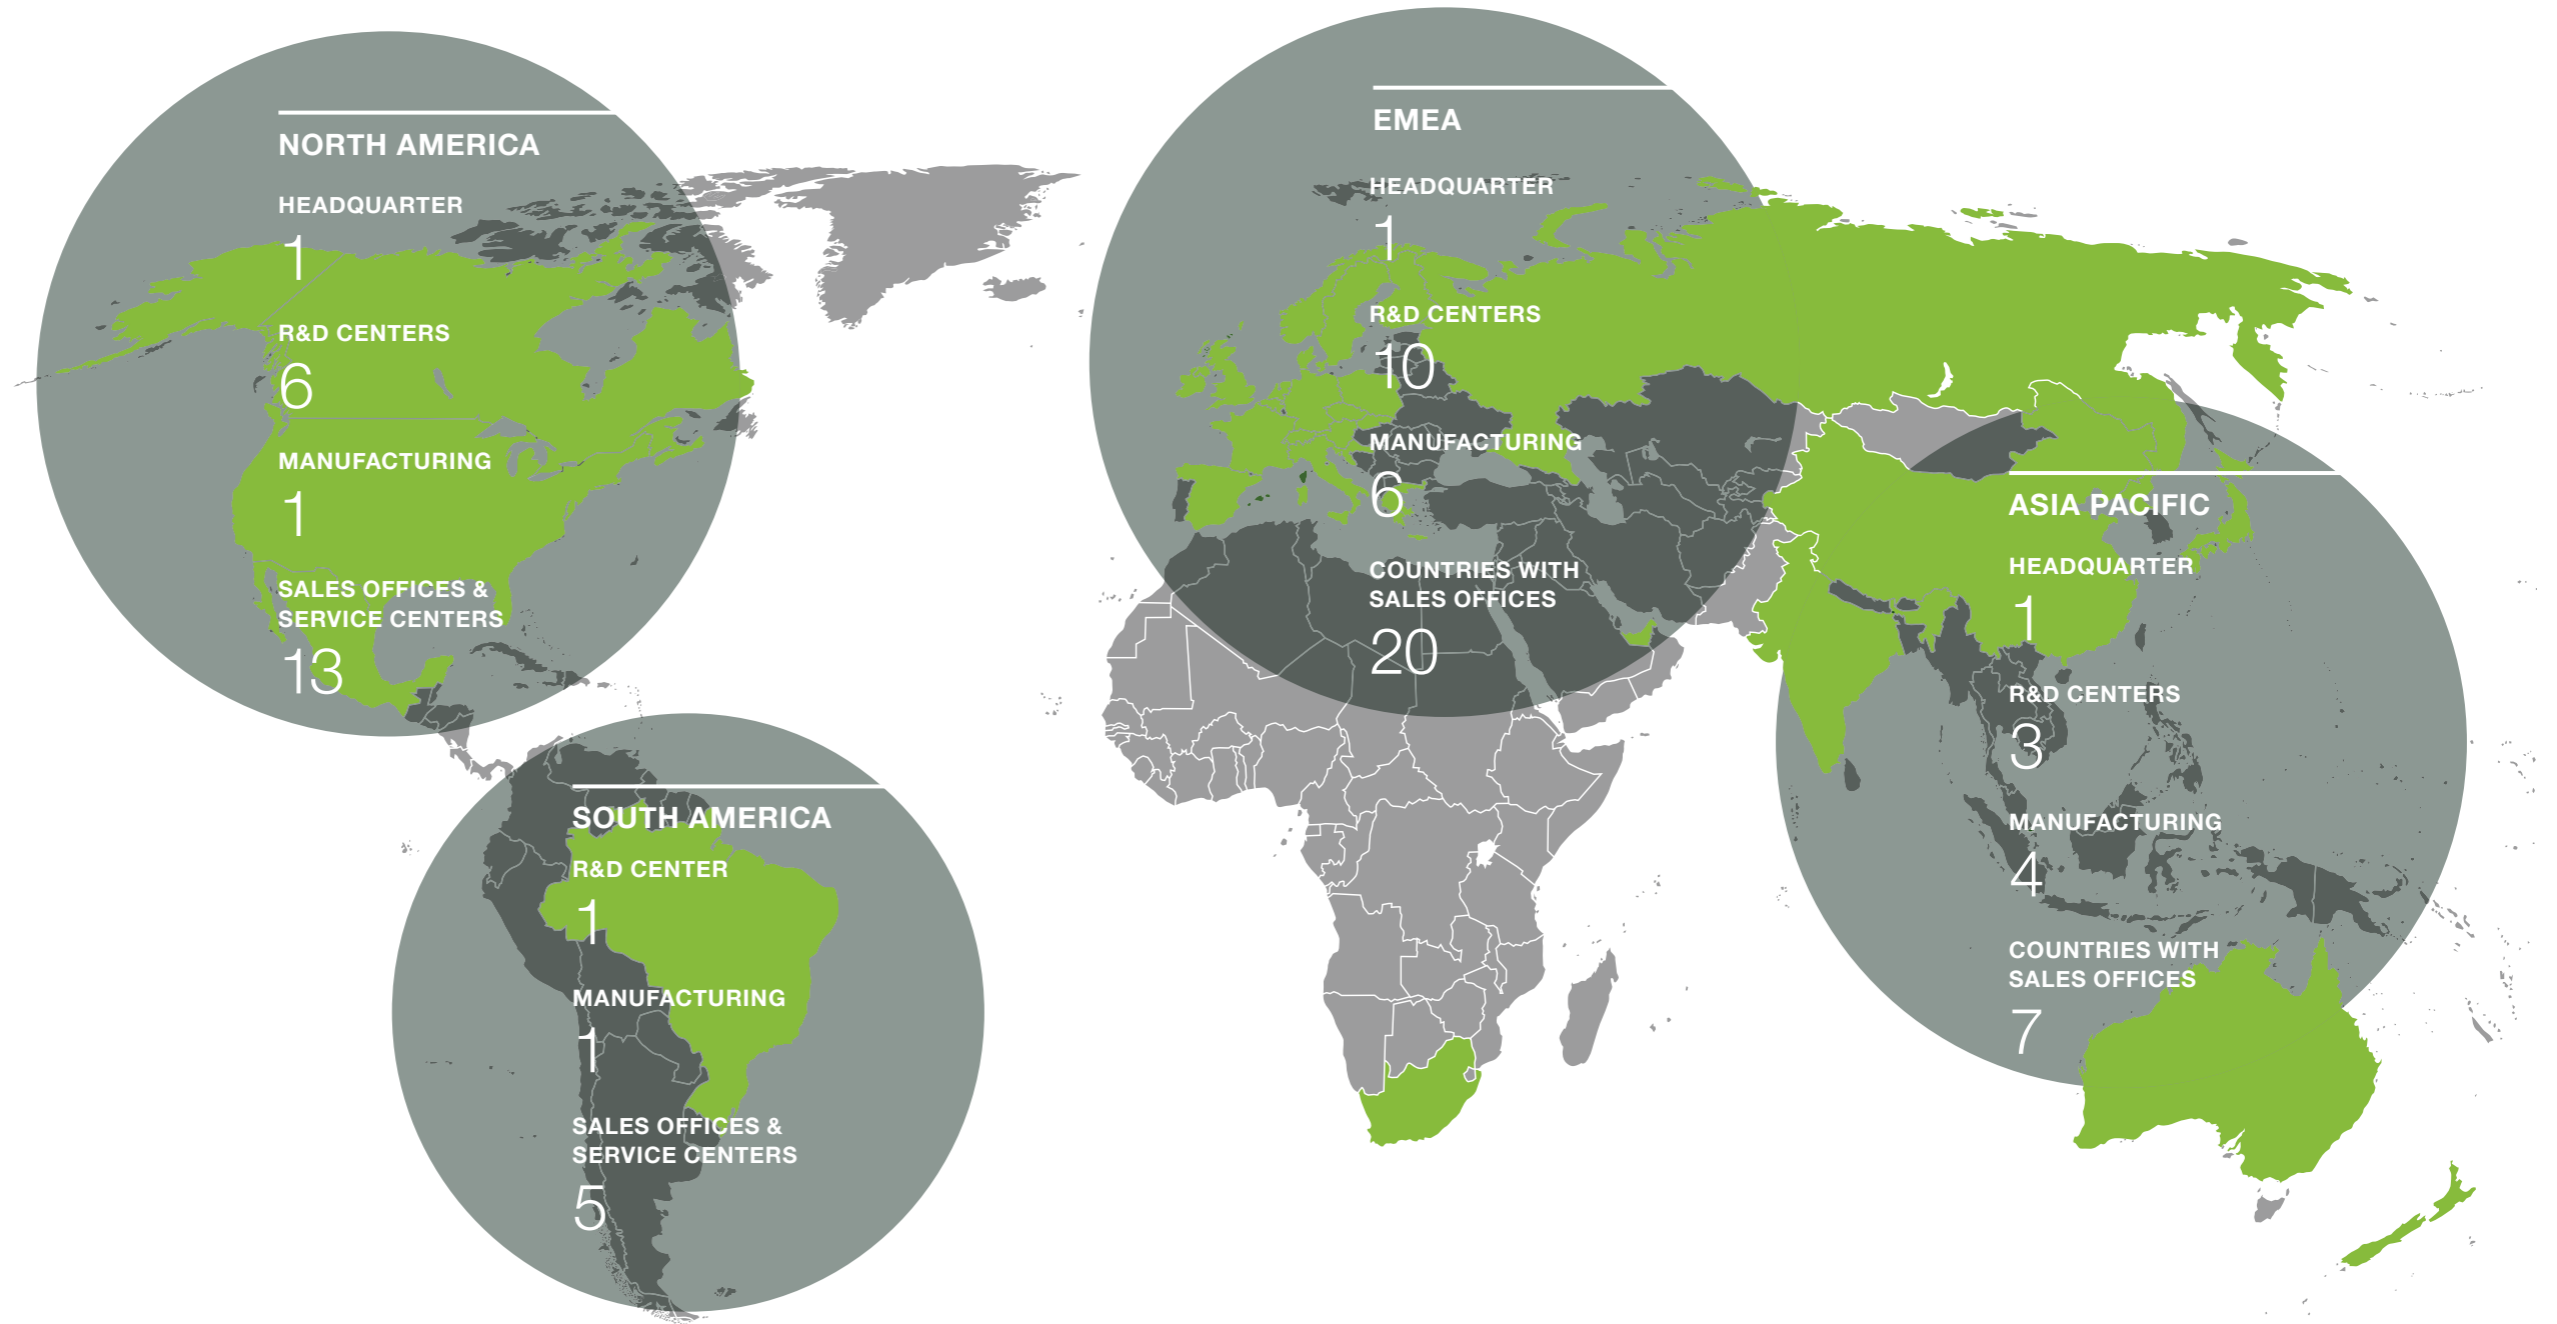 NORTH AMERICA
HEADQUARTER
1
R&D CENTERS
6
MANUFACTURING
1
SALES OFFICES &
SERVICE CENTERS
13
SOUTH AMERICA
R&D CENTER
1
MANUFACTURING
1
SALES OFFICES &
SERVICE CENTERS
5
EMEA
HEADQUARTER
1
R&D CENTERS
10
MANUFACTURING
6
COUNTRIES WITH
SALES OFFICES
20
ASIA PACIFIC
HEADQUARTER
1
R&D CENTERS
3
MANUFACTURING
4
COUNTRIES WITH
SALES OFFICES
7